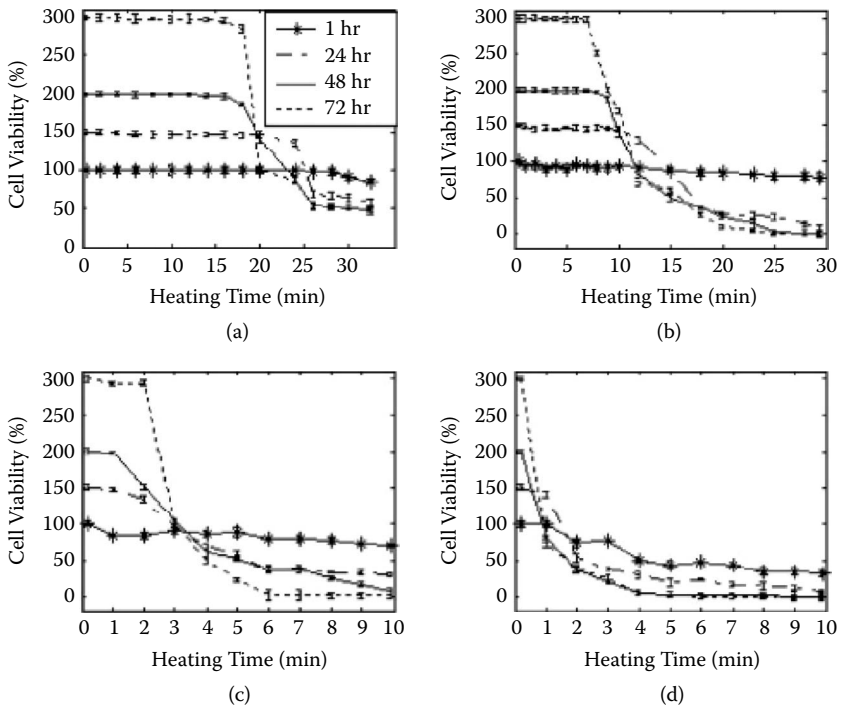 300
250
200
150
100
50
0
Cell Viability (%)
0 5 10 15 20 25 30
Heating Time (min)
(a)
1 hr
24 hr
48 hr
72 hr
300
250
200
150
100
50
0
Cell Viability (%)
0 5 10 15 20 25 30
Heating Time (min)
(b)
300
250
200
150
100
50
0
Cell Viability (%)
0 1 2 3 4 5 6 7 8 9 10
Heating Time (min)
(c)
300
250
200
150
100
50
0
Cell Viability (%)
0 1 2 3 4 5 6 7 8 9 10
Heating Time (min)
(d)